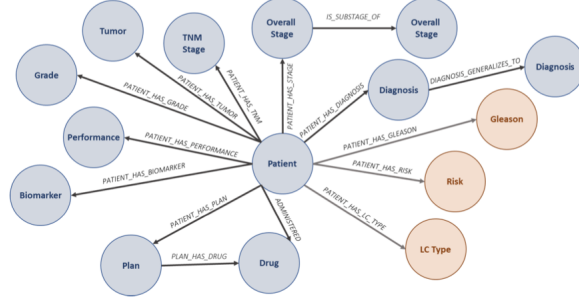 Tumor
TNM
Stage
Overall
Stage
IS_SUBSTAGE_OF
Overall
Stage
Grade
PATIENT_HAS_GRADE
PATIENT_HAS_TUMOR
PATIENT_HAS_TNM
PATIENT_HAS_STAGE
PATIENT_HAS_DIAGNOSIS
Diagnosis
DIAGNOSIS_GENERALIZES_TO
Diagnosis
Performance
PATIENT_HAS_PERFORMANCE
Patient
PATIENT_HAS_GLEASON
Gleason
Biomarker
PATIENT_HAS_BIOMARKER
PATIENT_HAS_RISK
Risk
PATIENT_HAS_PLAN
ADMINISTERED
PATIENT_HAS_LC_TYPE
LC Type
Plan
PLAN_HAS_DRUG
Drug